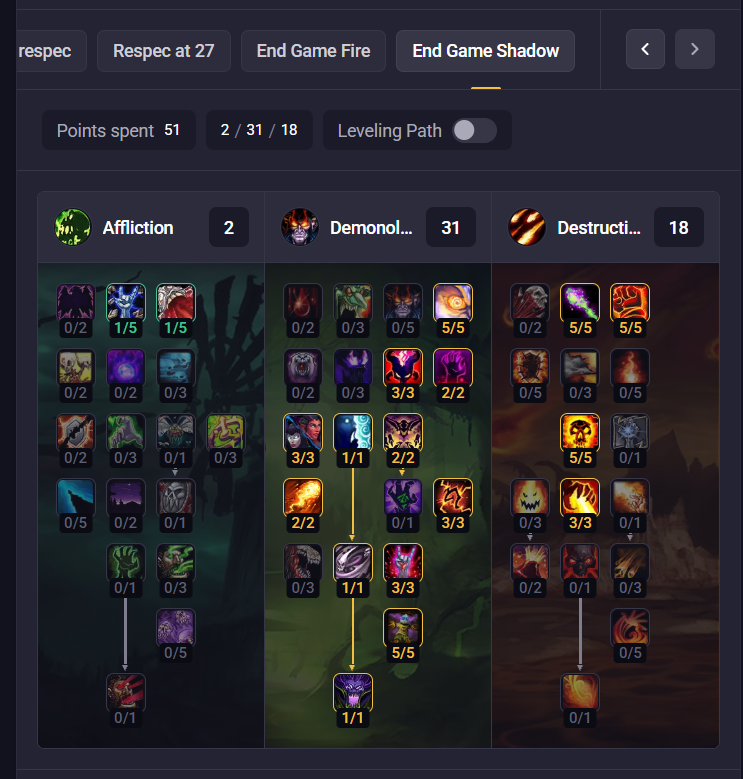 respec Respec at 27 End Game Fire End Game Shadow
Points spent 51 2 / 31 / 18 Leveling Path
Affliction 2 Demonol... 31 Destructi... 18
0/2 1/5 1/5 0/2 0/3 0/5 5/5 0/2 5/5 5/5
0/2 0/2 0/3 0/2 0/3 3/3 2/2 0/5 0/3 0/5
0/2 0/3 0/1 0/3 3/3 1/1 2/2 5/5 0/1
0/5 0/2 0/1 2/2 0/1 3/3 0/3 3/3 0/1
0/1 0/3 0/3 1/1 3/3 0/2 0/1 0/3
0/5 5/5 0/5
0/1 1/1 0/1